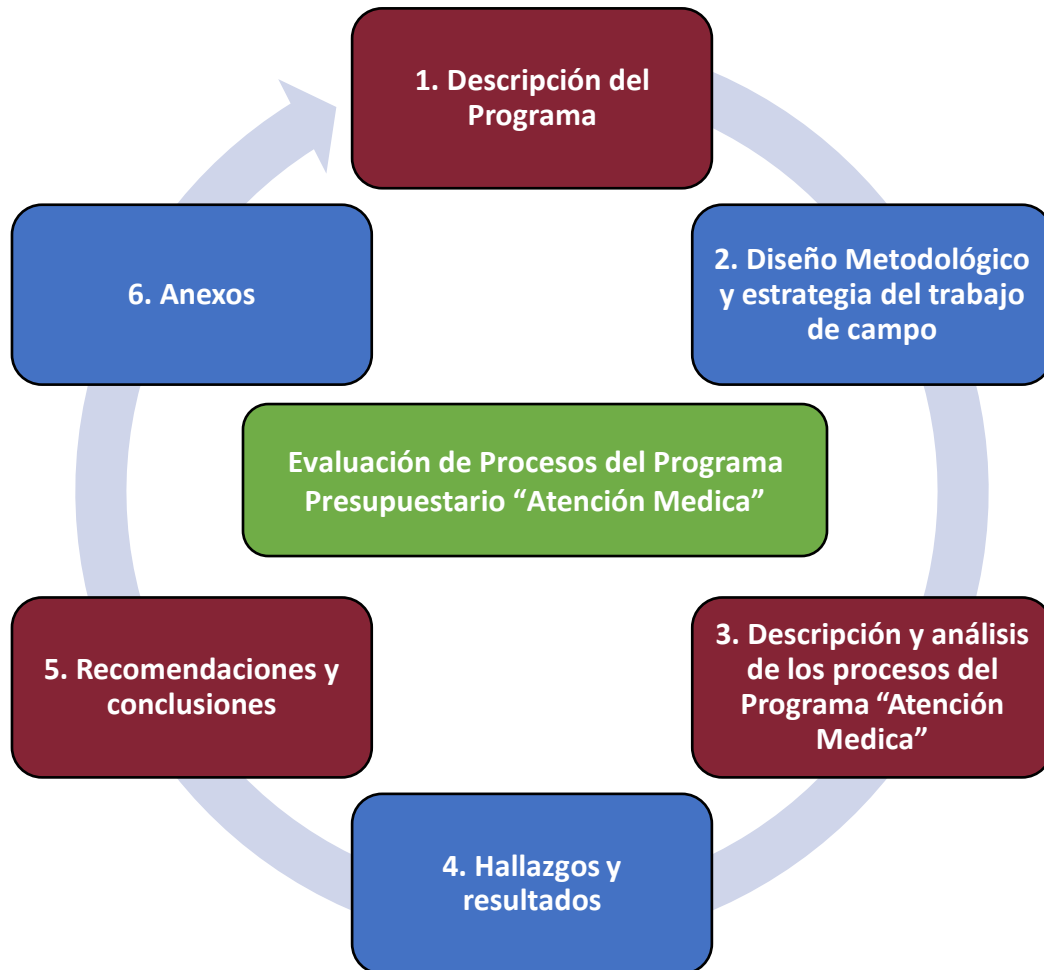 1. Descripción del
Programa
2. Diseño Metodológico
y estrategia del trabajo
de campo
3. Descripción y análisis
de los procesos del
Programa “Atención
Medica”
4. Hallazgos y
resultados
5. Recomendaciones y
conclusiones
6. Anexos
Evaluación de Procesos del Programa
Presupuestario “Atención Medica”